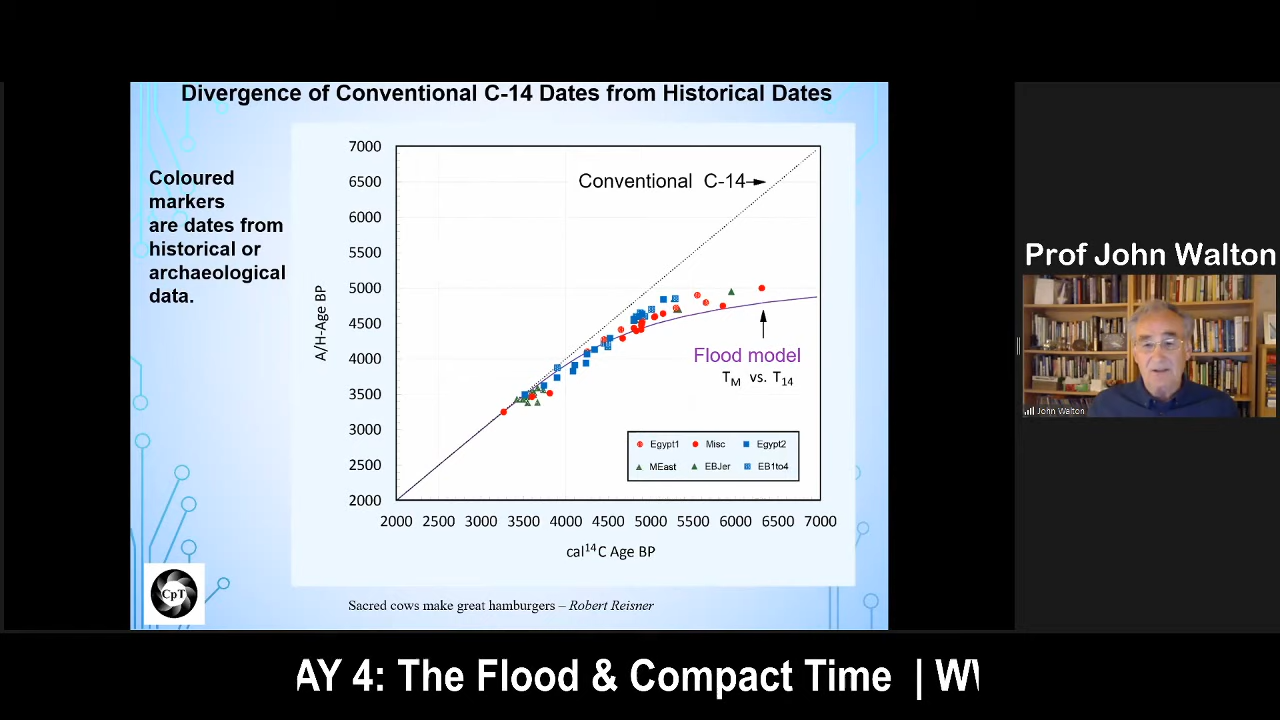 Divergence of Conventional C-14 Dates from Historical Dates
Coloured
markers
are dates from
historical or
archaeological
data.
7000
6500
6000
5500
5000
4500
4000
3500
3000
2500
2000
A/H-Age BP
Conventional C-14
Flood model
TM vs. T14
Egypt1 Misc Egypt2
MEast EBJer EB1to4
2000 2500 3000 3500 4000 4500 5000 5500 6000 6500 7000
cal14C Age BP
CpT
Sacred cows make great hamburgers – Robert Reisner
Prof John Walton
John Walton
AY 4: The Flood & Compact Time | W